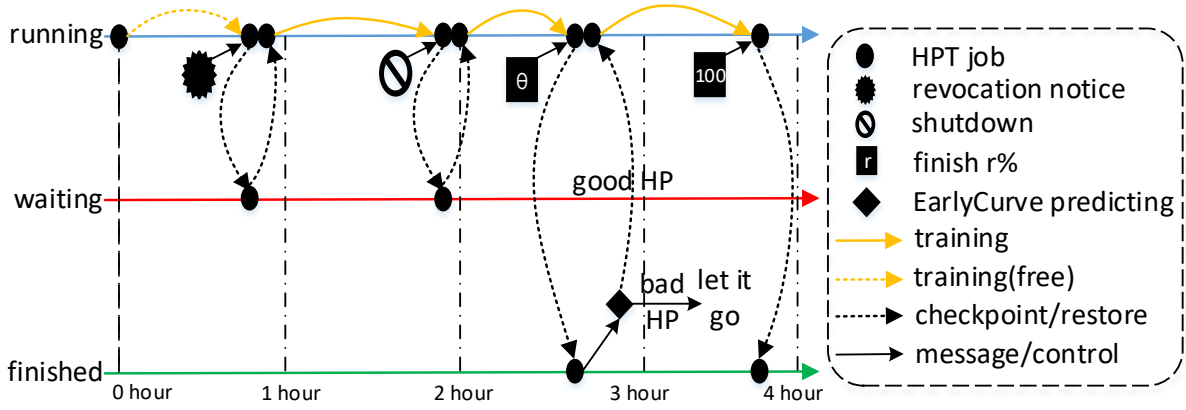 running
θ
100
waiting
good HP
bad
HP
let it
go
finished
0 hour
1 hour
2 hour
3 hour
4 hour
HPT job
revocation notice
shutdown
r
finish r%
EarlyCurve predicting
training
training(free)
checkpoint/restore
message/control